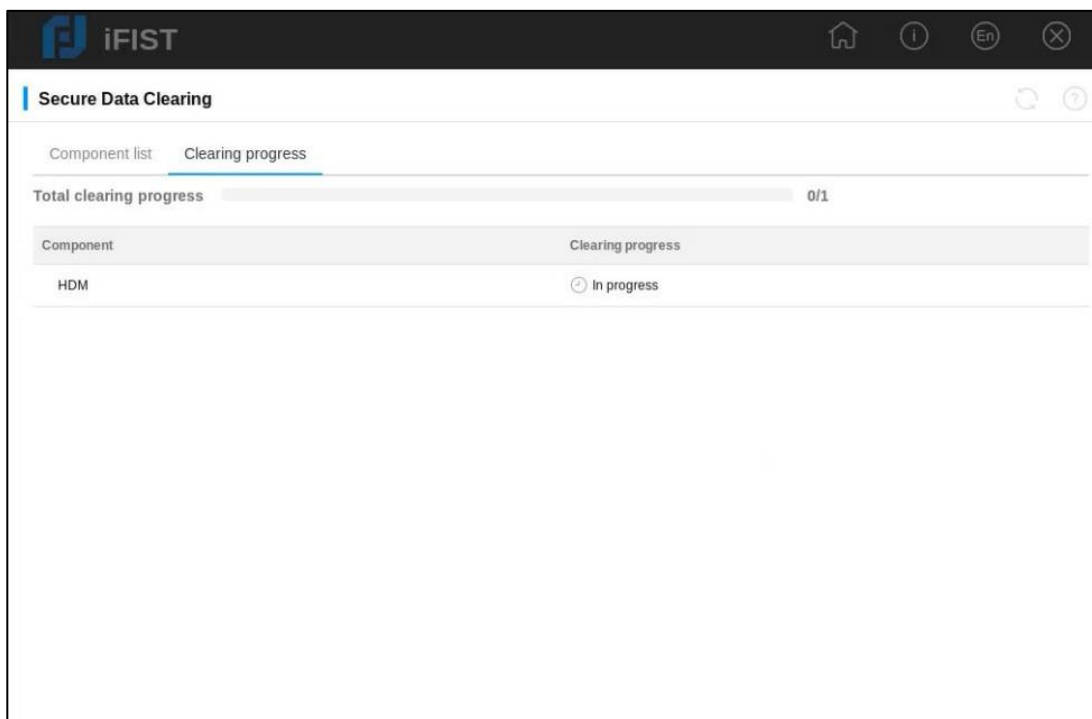 iFIST
i
En
Secure Data Clearing
?
Component list Clearing progress
Total clearing progress 0/1
Component Clearing progress
HDM In progress